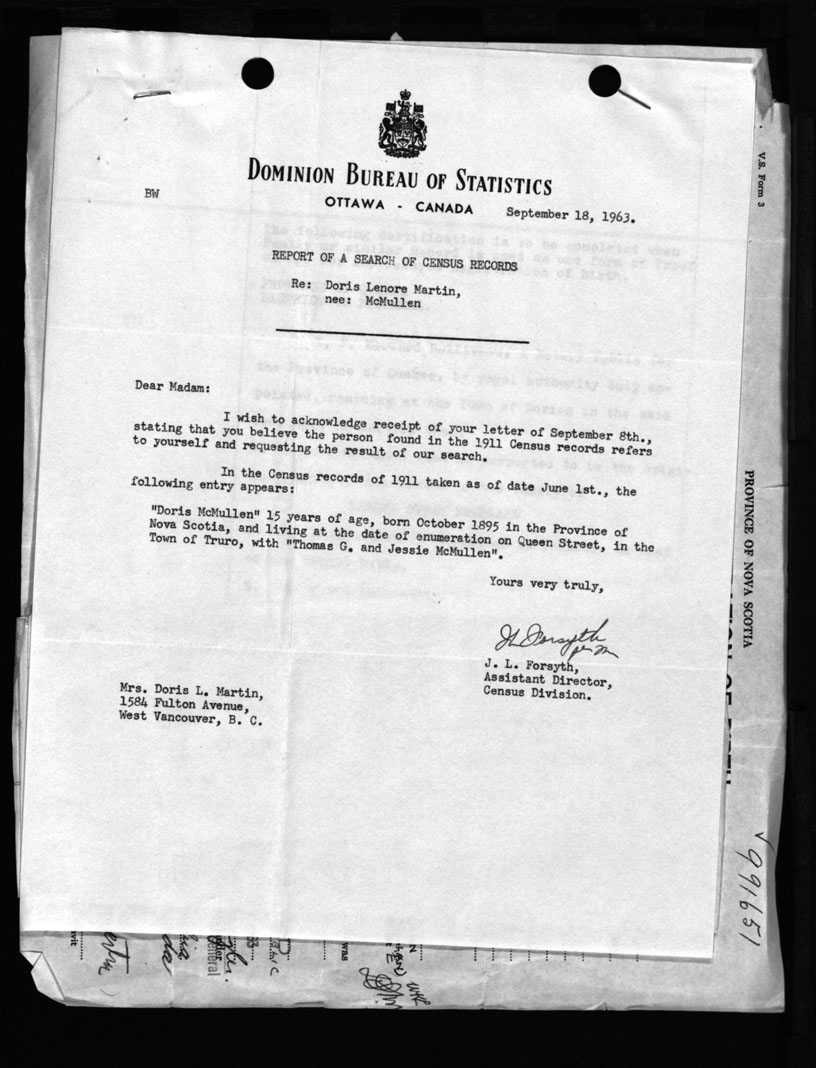 DOMINION BUREAU OF STATISTICS
BW
OTTAWA - CANADA
September 18, 1963.
REPORT OF A SEARCH OF CENSUS RECORDS
Re: Doris Lenore Martin,
nee: McMullen
Dear Madam:
I wish to acknowledge receipt of your letter of September 8th.,
stating that you believe the person found in the 1911 Census records refers
to yourself and requesting the result of our search.
In the Census records of 1911 taken as of date June 1st., the
following entry appears:
"Doris McMullen" 15 years of age, born October 1895 in the Province of
Nova Scotia, and living at the date of enumeration on Queen Street, in the
Town of Truro, with "Thomas G. and Jessie McMullen".
Yours very truly,
JL Forsyth
J. L. Forsyth,
Assistant Director,
Census Division.
Mrs. Doris L. Martin,
1584 Fulton Avenue,
West Vancouver, B. C.
V.S. Form 3
PROVINCE OF NOVA SCOTIA
991651
was
General